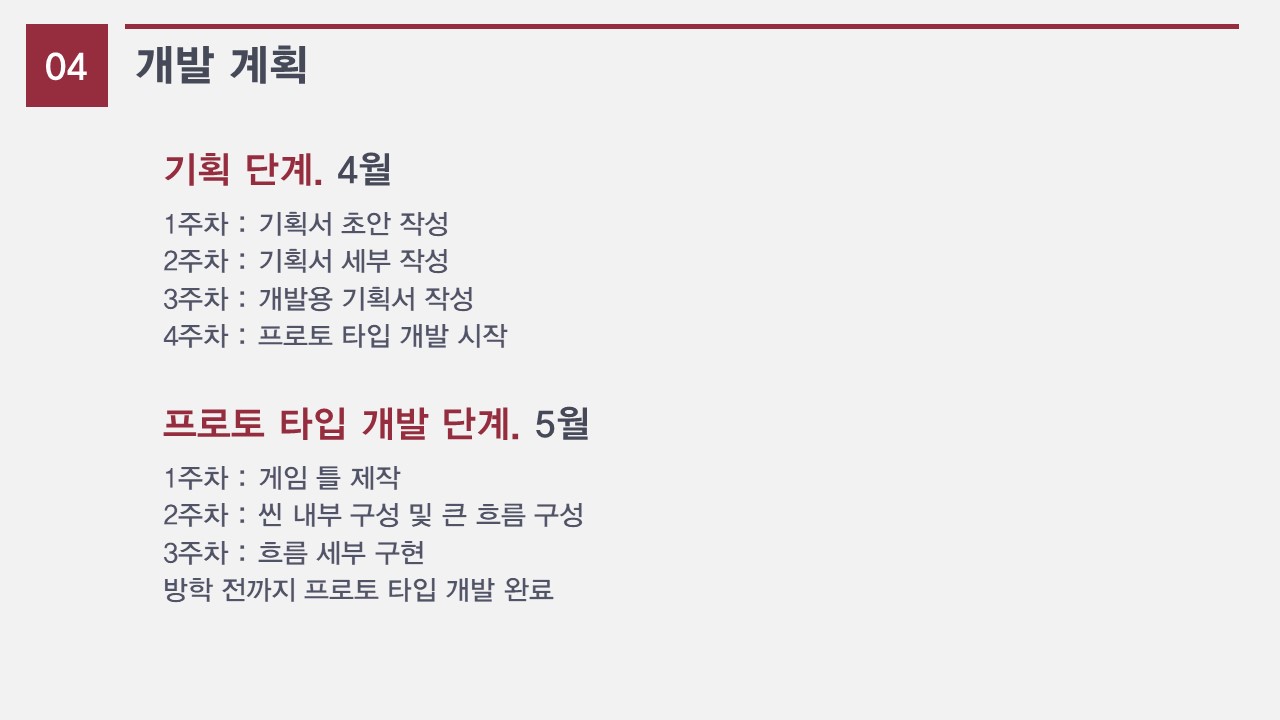 04
개발 계획
기획 단계. 4월
1주차 : 기획서 초안 작성
2주차 : 기획서 세부 작성
3주차 : 개발용 기획서 작성
4주차 : 프로토 타입 개발 시작
프로토 타입 개발 단계. 5월
1주차 : 게임 틀 제작
2주차 : 씬 내부 구성 및 큰 흐름 구성
3주차 : 흐름 세부 구현
방학 전까지 프로토 타입 개발 완료